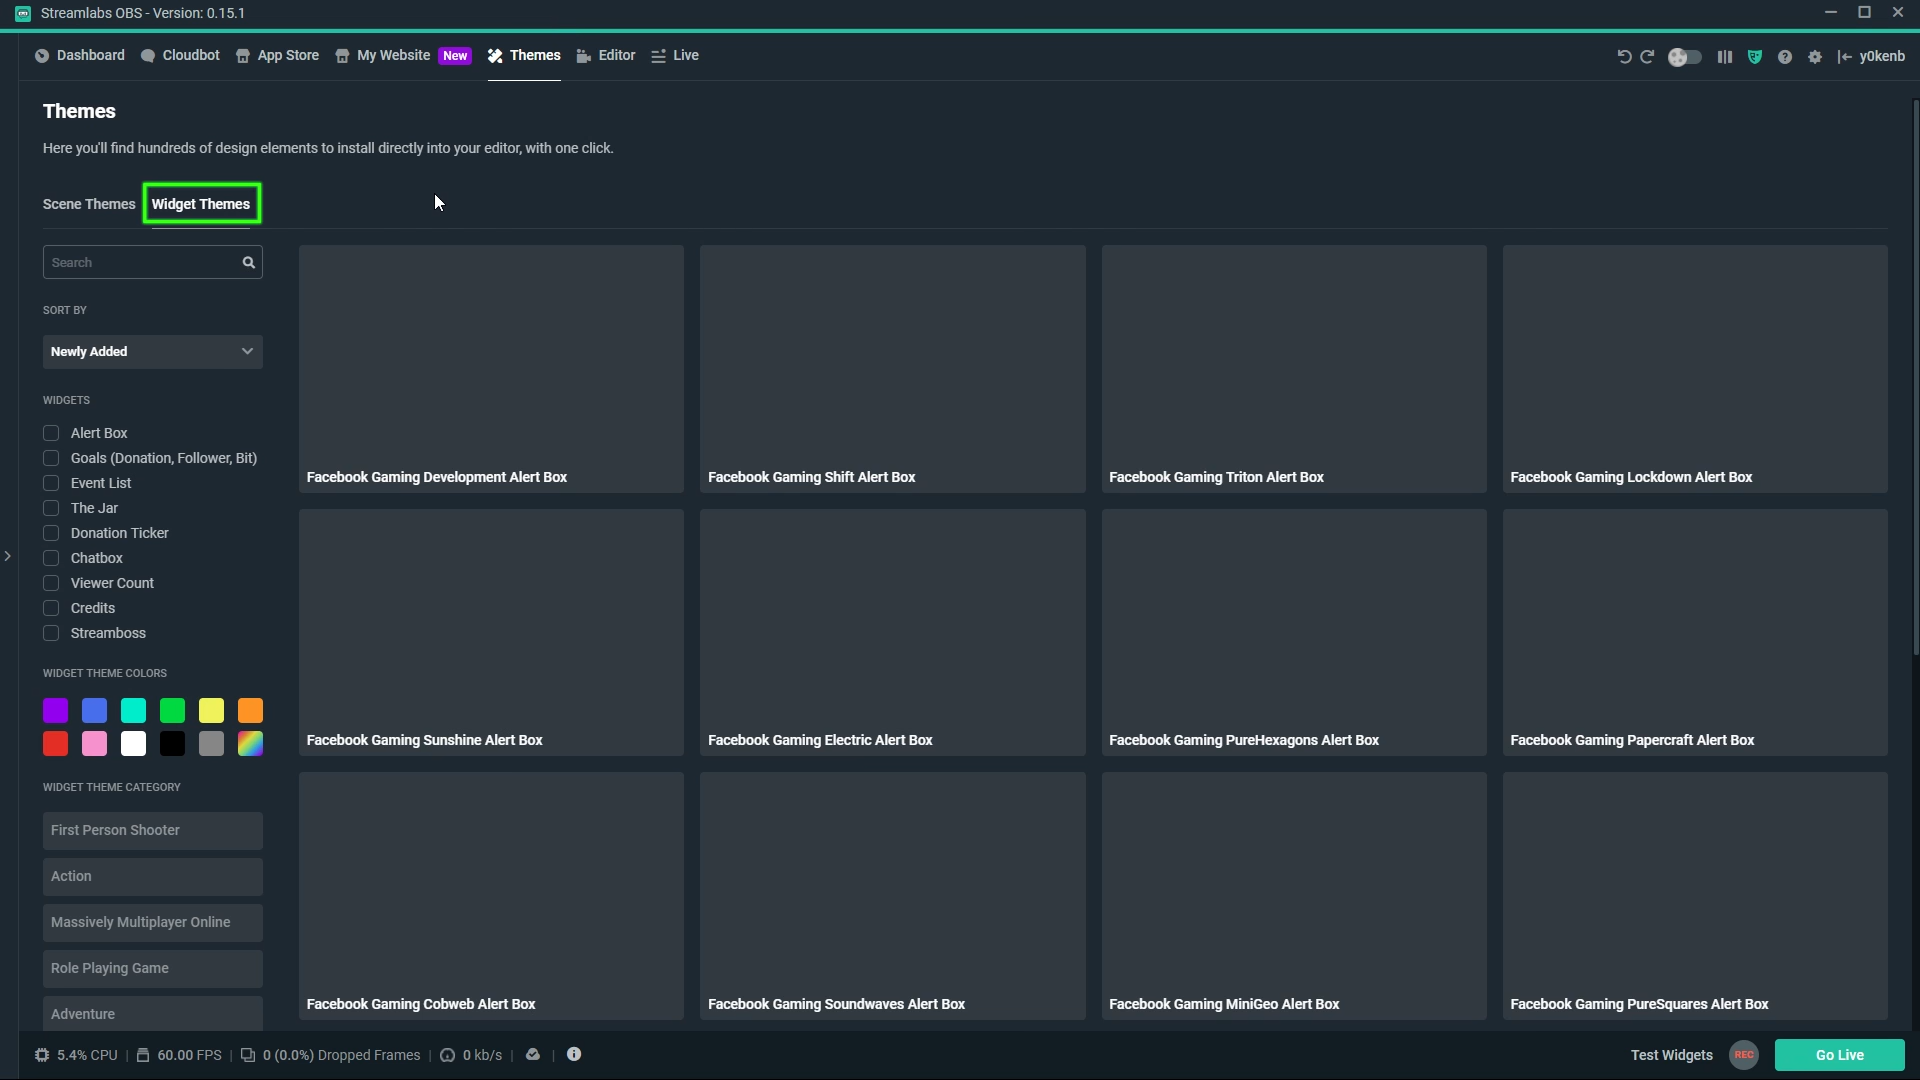 Streamlabs OBS - Version: 0.15.1
Dashboard Cloudbot App Store My Website New Themes Editor Live y0kenb
Themes
Here you'll find hundreds of design elements to install directly into your editor, with one click.
Scene Themes Widget Themes
Search
SORT BY
Newly Added
WIDGETS
Alert Box
Goals (Donation, Follower, Bit)
Event List
The Jar
Donation Ticker
Chatbox
Viewer Count
Credits
Streamboss
WIDGET THEME COLORS
WIDGET THEME CATEGORY
First Person Shooter
Action
Massively Multiplayer Online
Role Playing Game
Adventure
Facebook Gaming Development Alert Box
Facebook Gaming Shift Alert Box
Facebook Gaming Triton Alert Box
Facebook Gaming Lockdown Alert Box
Facebook Gaming Sunshine Alert Box
Facebook Gaming Electric Alert Box
Facebook Gaming PureHexagons Alert Box
Facebook Gaming Papercraft Alert Box
Facebook Gaming Cobweb Alert Box
Facebook Gaming Soundwaves Alert Box
Facebook Gaming MiniGeo Alert Box
Facebook Gaming PureSquares Alert Box
5.4% CPU | 60.00 FPS | 0 (0.0%) Dropped Frames | 0 kb/s | |
Test Widgets REC Go Live